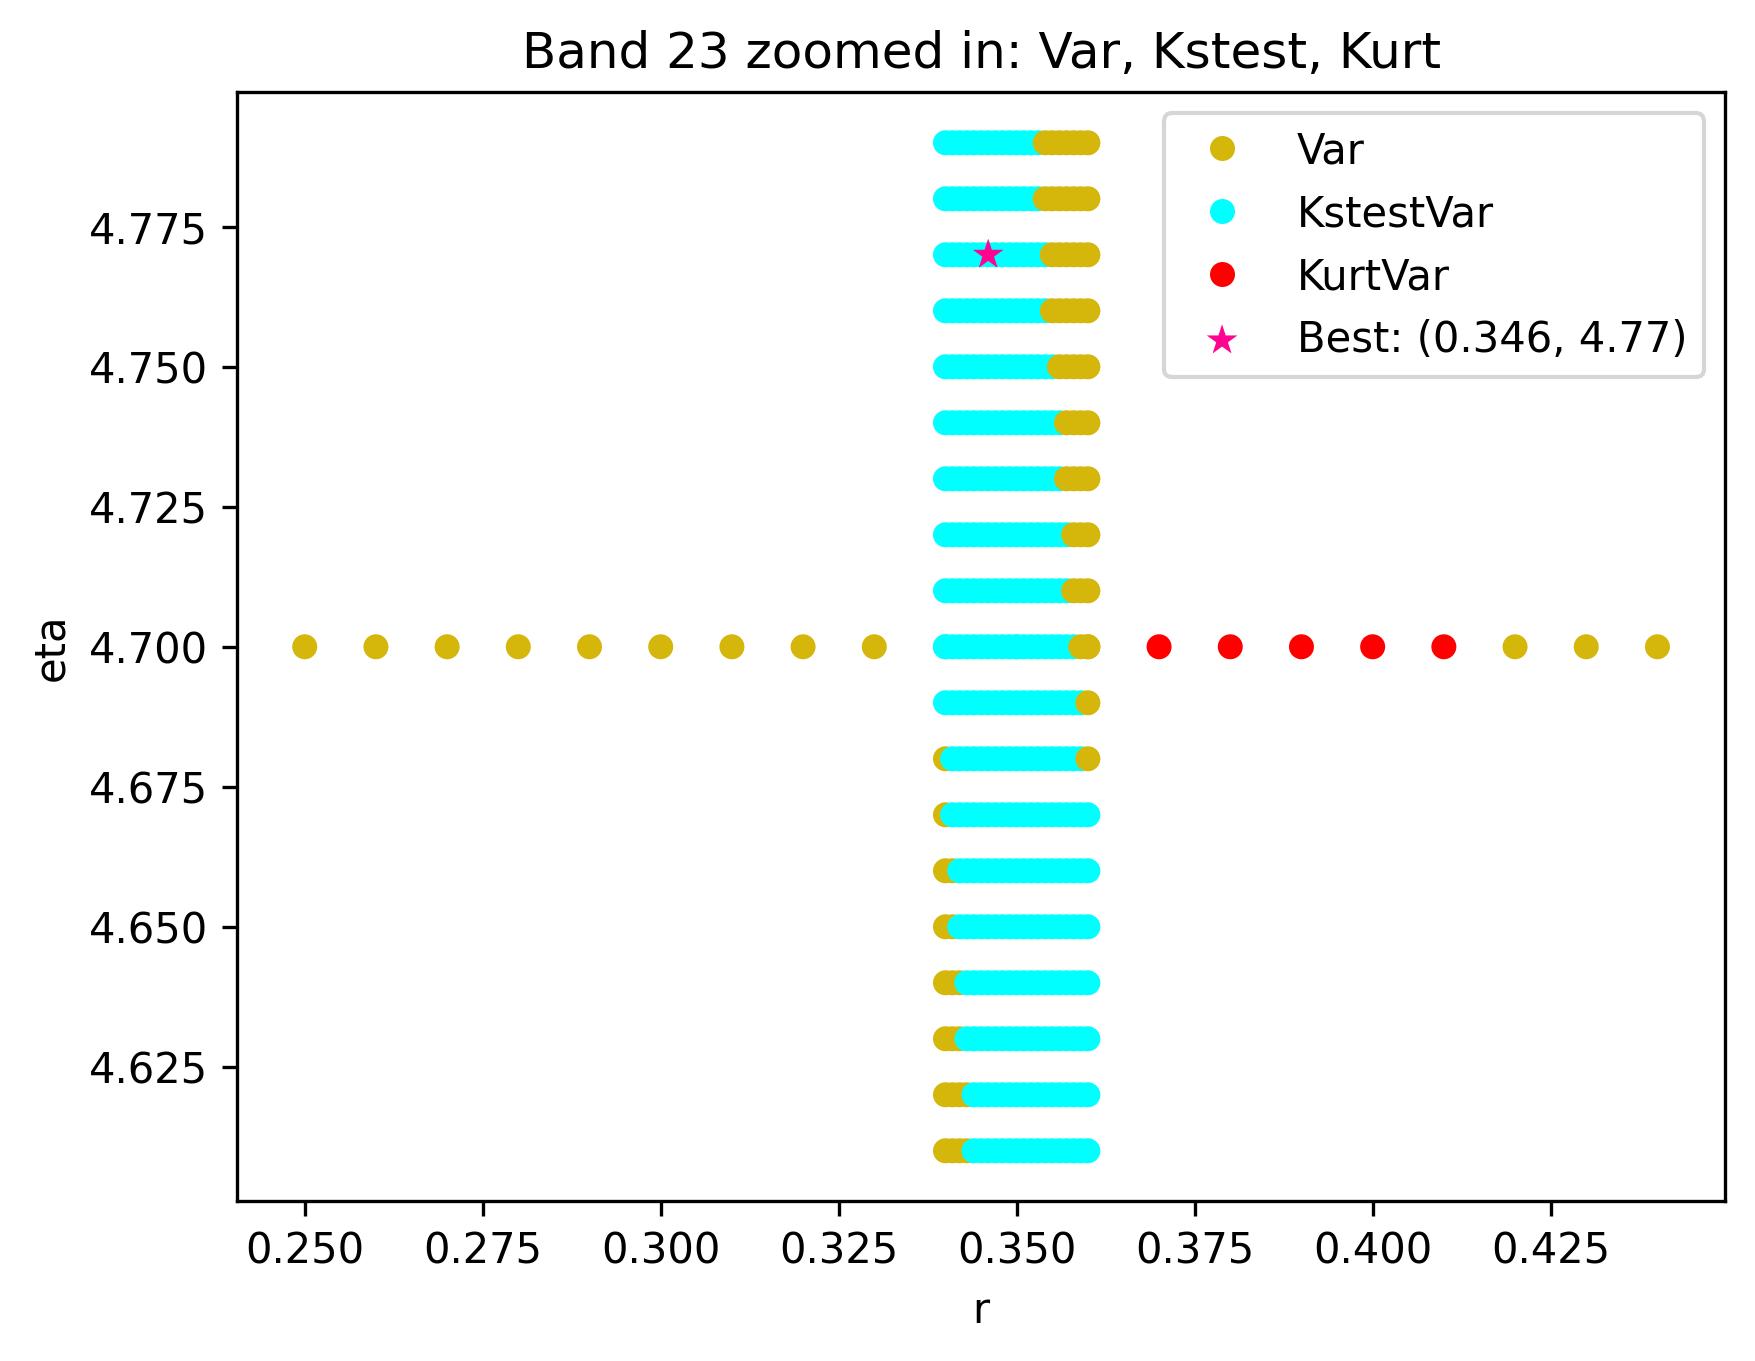 Band 23 zoomed in: Var, Kstest, Kurt
Var
KstestVar
KurtVar
Best: (0.346, 4.77)
eta
4.775
4.750
4.725
4.700
4.675
4.650
4.625
0.250 0.275 0.300 0.325 0.350 0.375 0.400 0.425
r